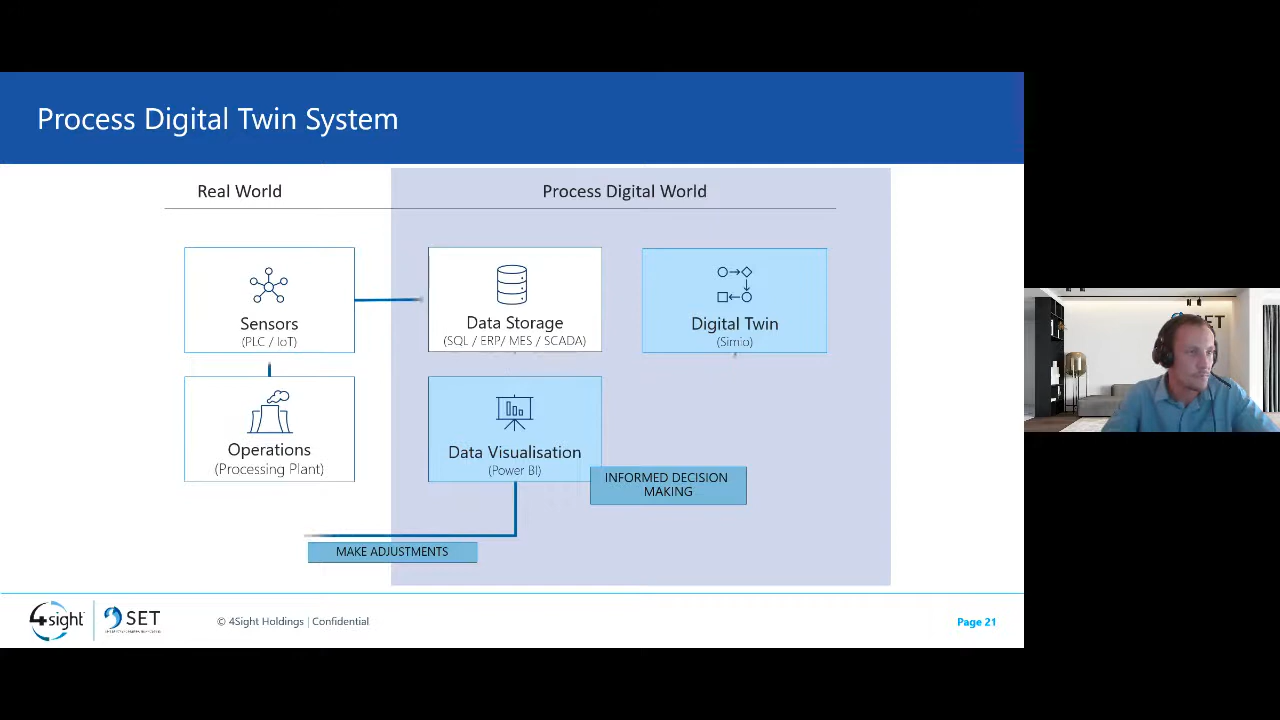 Process Digital Twin System
Real World
Process Digital World
Sensors
(PLC / IoT)
Data Storage
(SQL / ERP/ MES / SCADA)
Digital Twin
(Simio)
Operations
(Processing Plant)
Data Visualisation
(Power BI)
INFORMED DECISION
MAKING
MAKE ADJUSTMENTS
4sight
SET
© 4Sight Holdings | Confidential
Page 21
SET